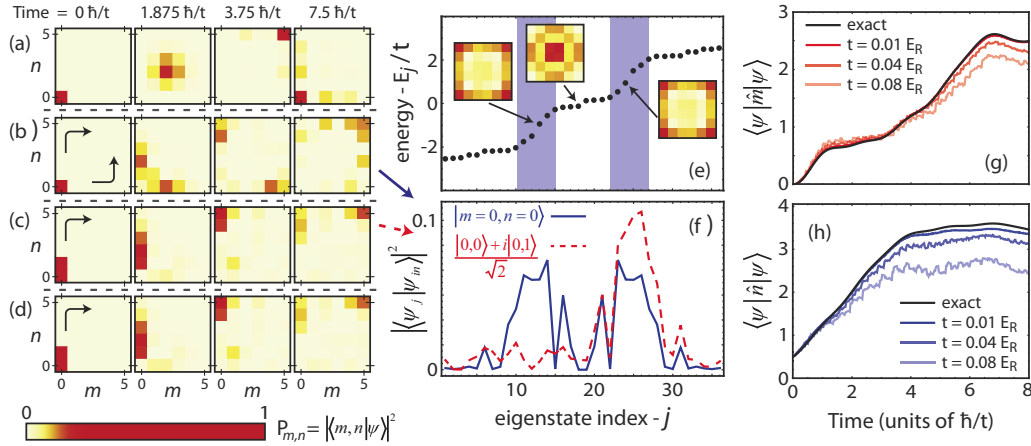 Time = 0 ħ/t 1.875 ħ/t 3.75 ħ/t 7.5 ħ/t
(a)
n
5
0
(b)
n
5
0
(c)
n
5
0
(d)
n
5
0
0 5 0 5 0 5 0 5
m m m m
0 1
P_{m,n} = |⟨m, n|ψ⟩|²
energy - E_j / t
2
0
-2
(e)
0.1
0
|⟨ψ_j|ψ_in⟩|²
|m=0, n=0⟩
|0,0⟩ + i|0,1⟩
√2
(f)
10 20 30
eigenstate index - j
⟨ψ|m|ψ⟩
3
2
1
0
exact
t = 0.01 E_R
t = 0.04 E_R
t = 0.08 E_R
(g)
⟨ψ|n|ψ⟩
4
3
2
1
0
(h)
exact
t = 0.01 E_R
t = 0.04 E_R
t = 0.08 E_R
0 2 4 6 8
Time (units of ħ/t)